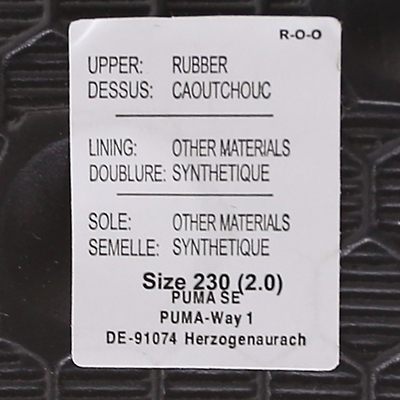 R-O-O
UPPER: RUBBER
DESSUS: CAOUTCHOUC
LINING: OTHER MATERIALS
DOUBLURE: SYNTHETIQUE
SOLE: OTHER MATERIALS
SEMELLE: SYNTHETIQUE
Size 230 (2.0)
PUMA SE
PUMA-Way 1
DE-91074 Herzogenaurach